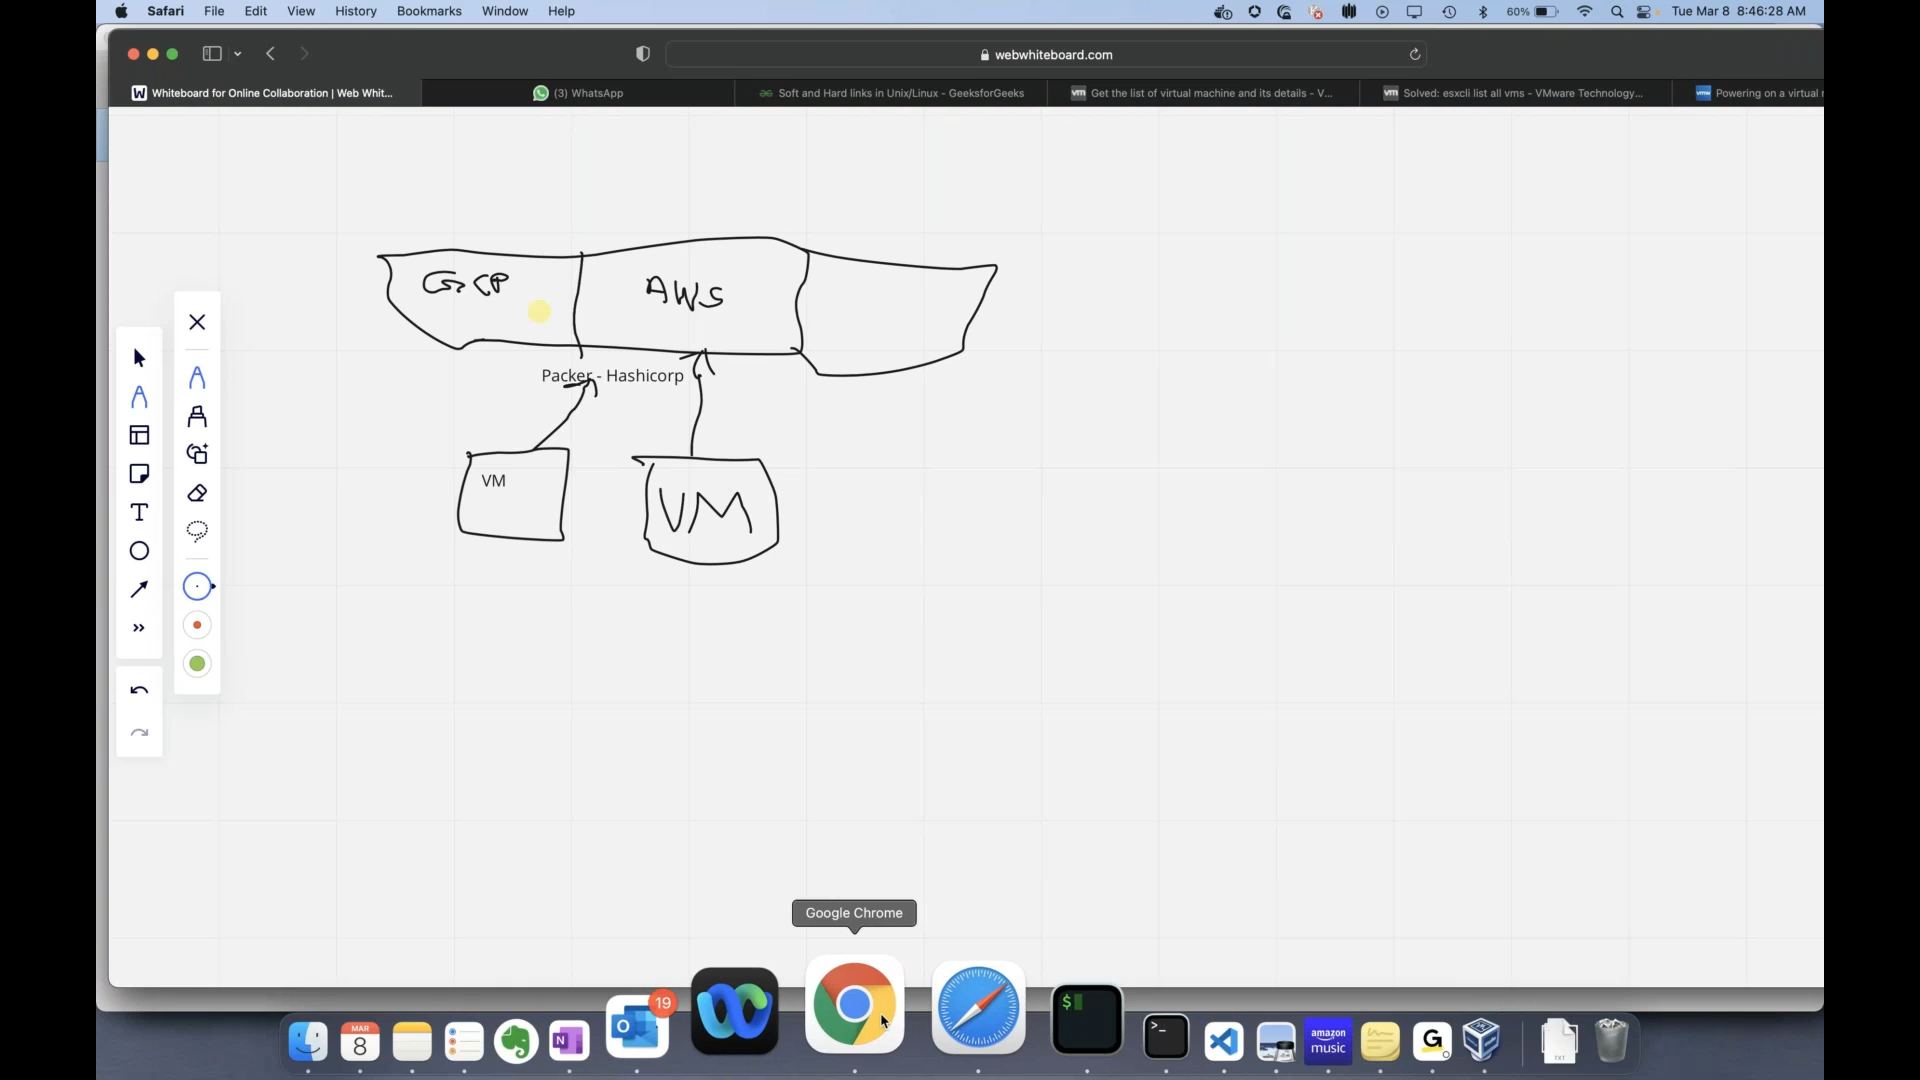 Safari File Edit View History Bookmarks Window Help 60% Tue Mar 8 8:46:28 AM
webwhiteboard.com
Whiteboard for Online Collaboration | Web Whit... (3) WhatsApp Soft and Hard links in Unix/Linux - GeeksforGeeks Get the list of virtual machine and its details - V... Solved: esxcli list all vms - VMware Technology... Powering on a virtual
GCP AWS
Packer - Hashicorp
VM VM
Google Chrome
19
MAR
8
amazon
music
TXT